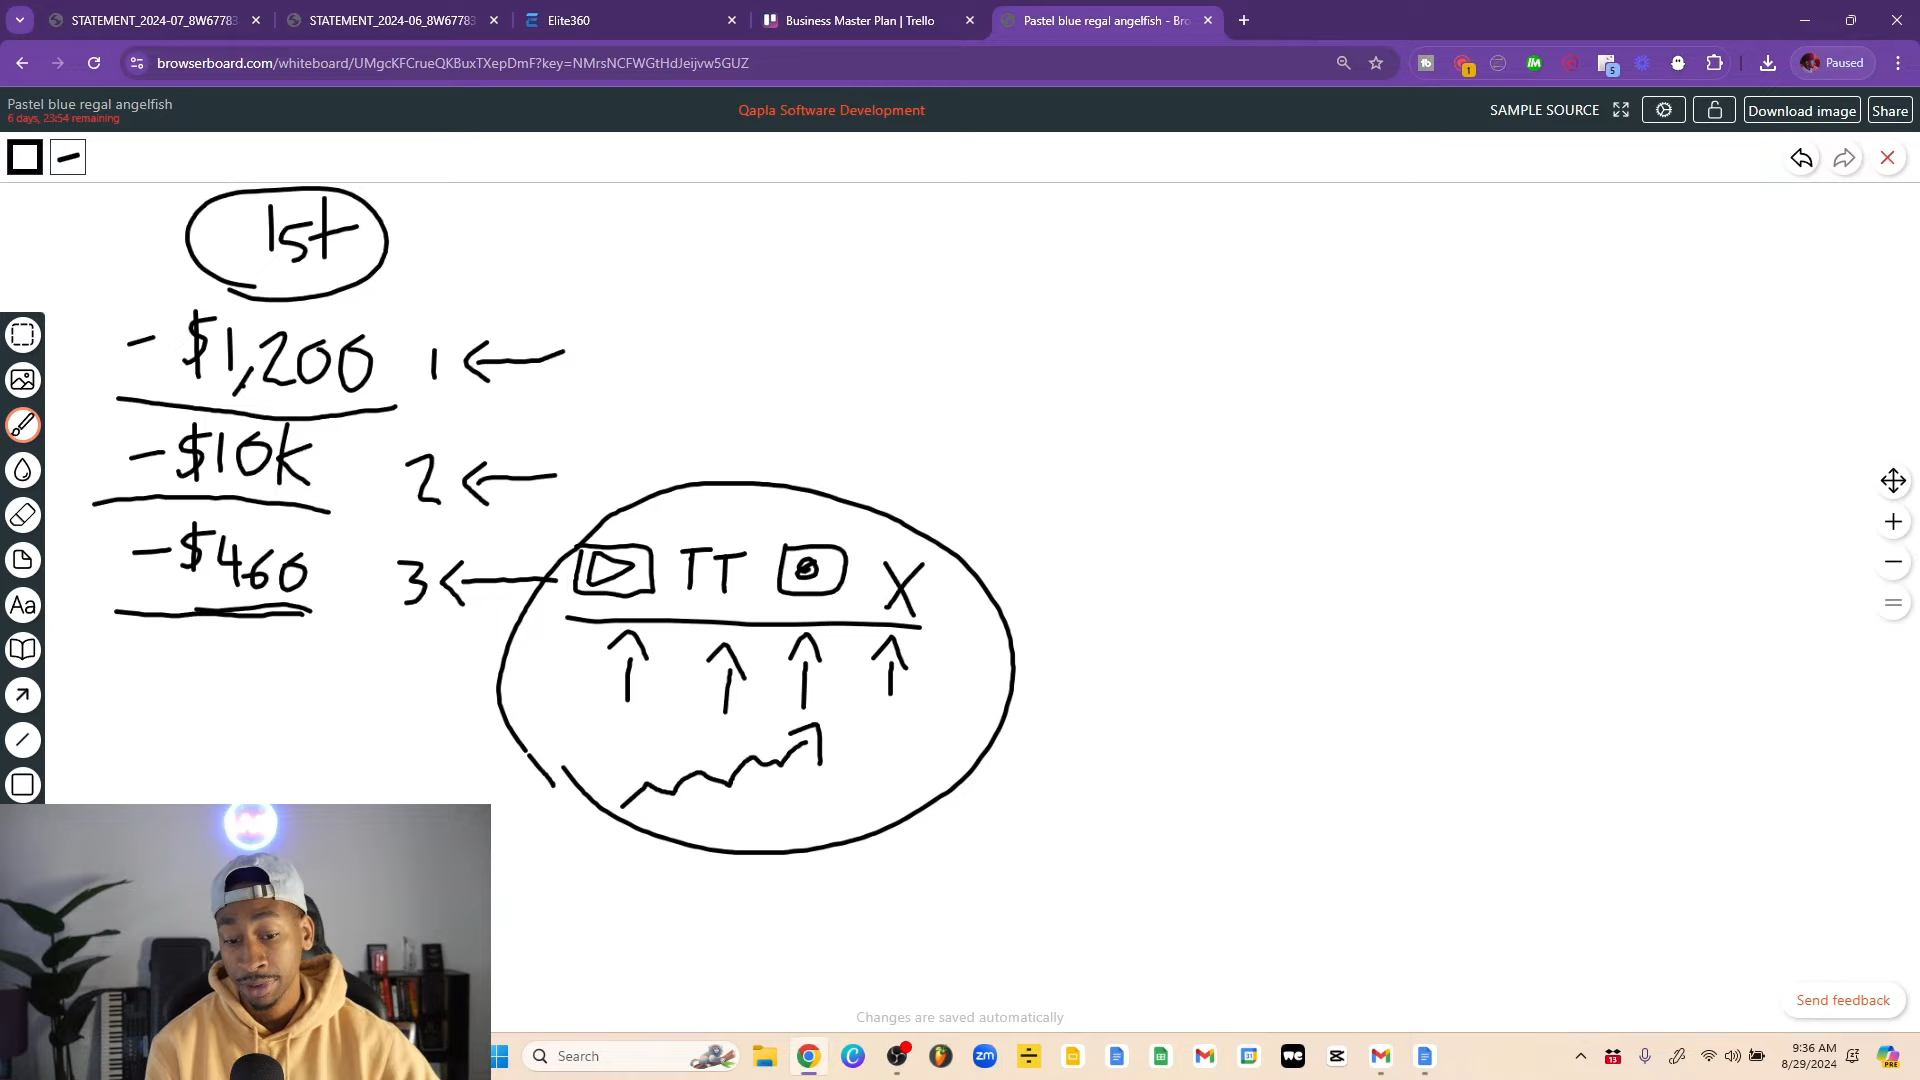 STATEMENT_2024-07_8W67783
STATEMENT_2024-06_8W67783
Elite360
Business Master Plan | Trello
Pastel blue regal angelfish - Bro
browserboard.com/whiteboard/UMgcKFCrueQKBuxTXepDmF?key=NMrsNCFWGtHdJeijvw5GUZ
Paused
Pastel blue regal angelfish
6 days, 23:54 remaining
Qapla Software Development
SAMPLE SOURCE
Download image
Share
1st
- $1,200 1
- $10k 2
- $460 3
TT X
Aa
Changes are saved automatically
Send feedback
Search
9:36 AM
8/29/2024